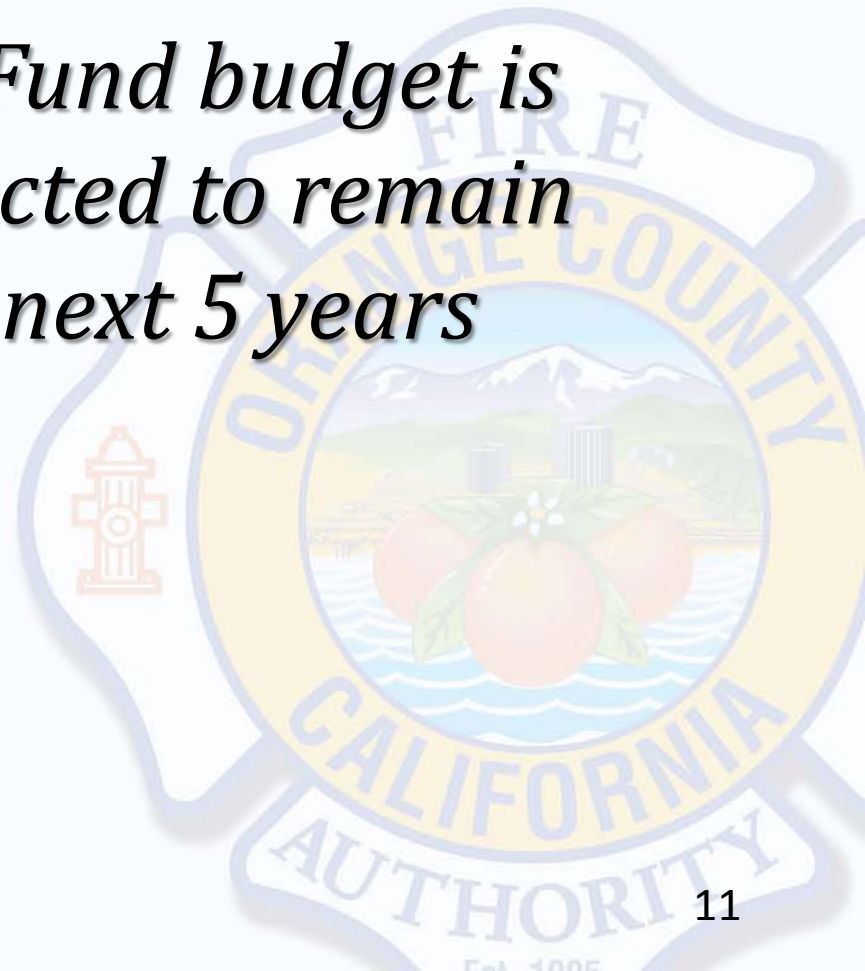 Fund budget is
cted to remain
next 5 years
FIRE
ORANGE COUNTY
CALIFORNIA
AUTHORITY
11